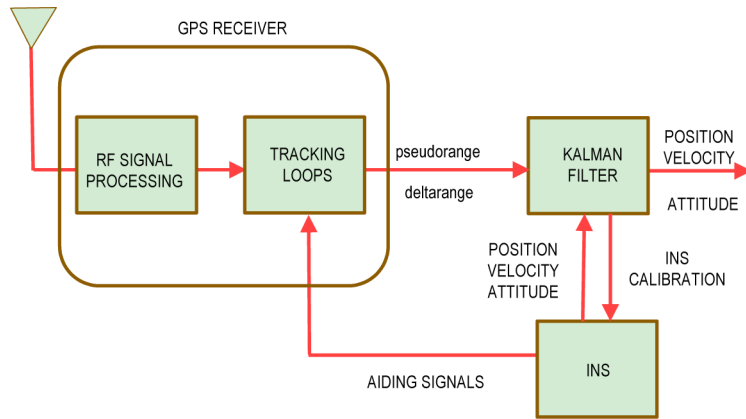 GPS RECEIVER
RF SIGNAL
PROCESSING
TRACKING
LOOPS
pseudorange
deltarange
KALMAN
FILTER
POSITION
VELOCITY
ATTITUDE
POSITION
VELOCITY
ATTITUDE
INS
CALIBRATION
AIDING SIGNALS
INS